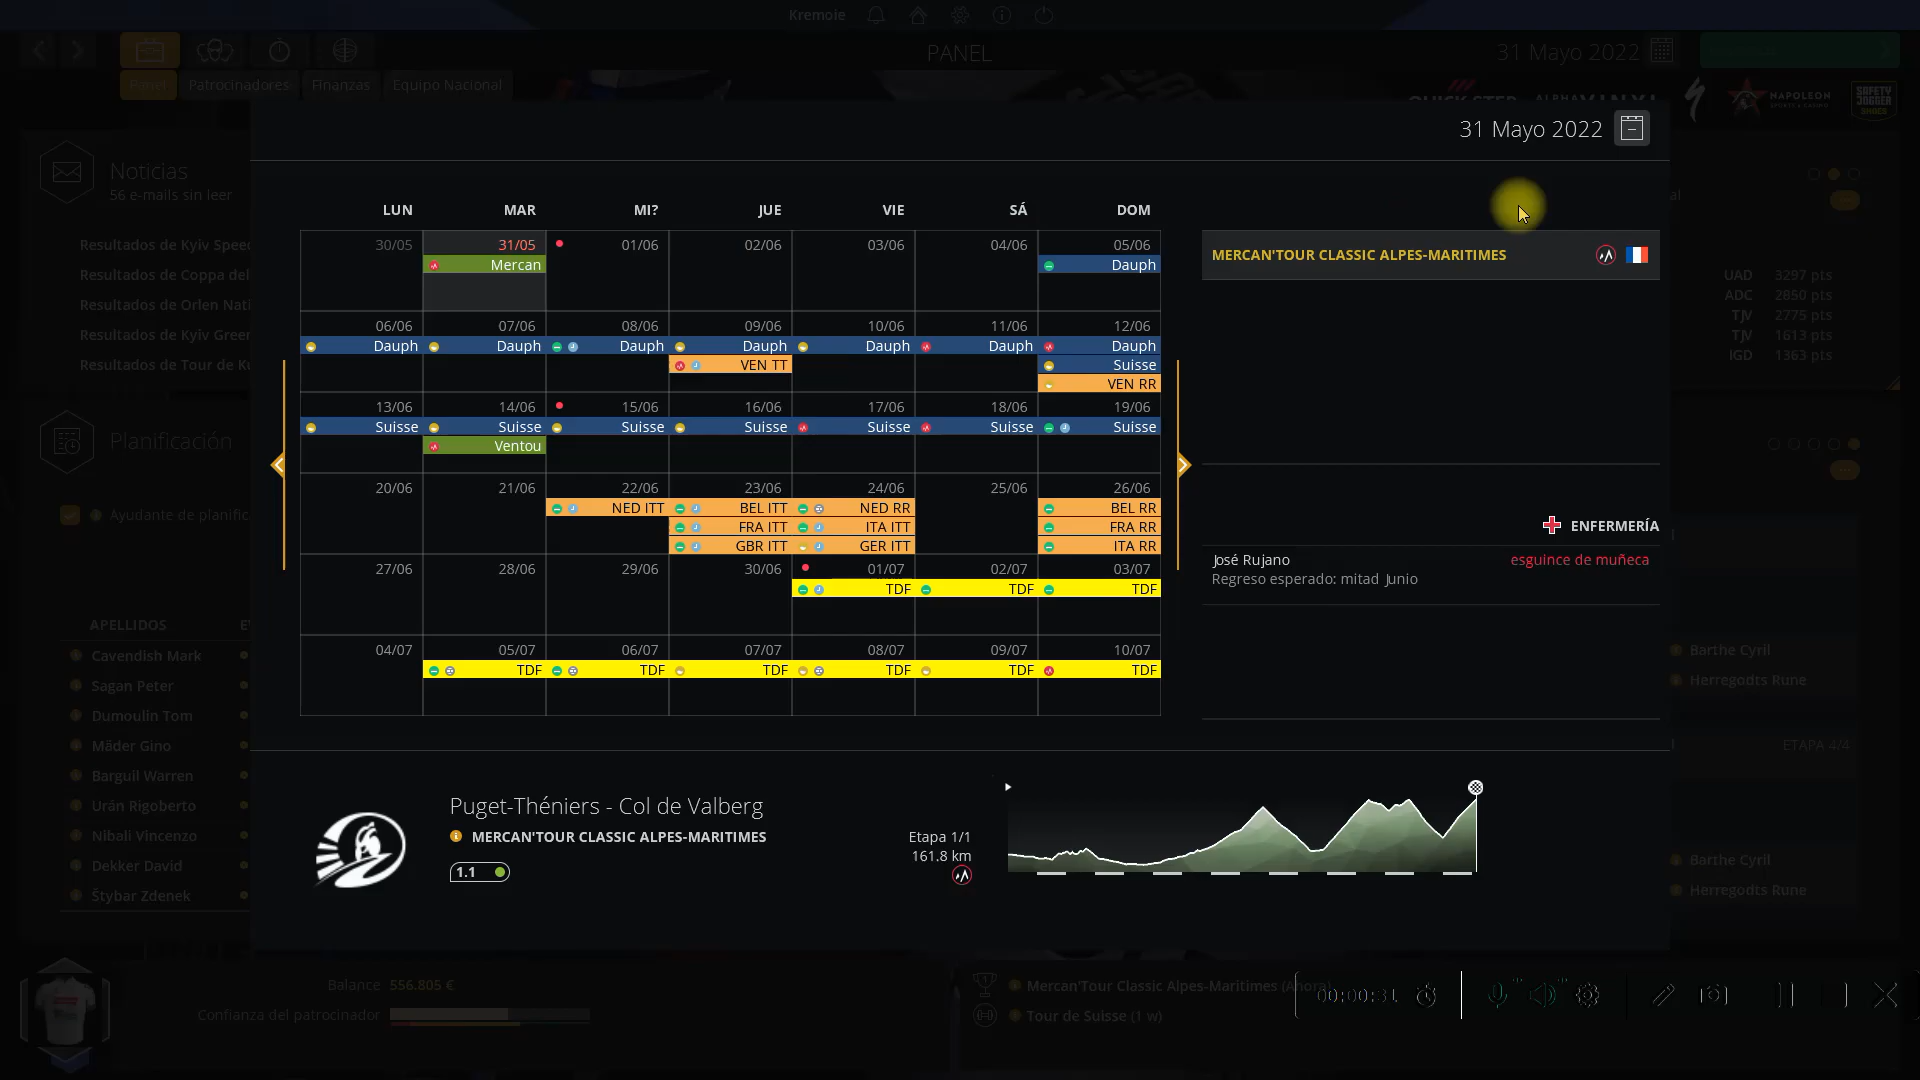 Kremoie
PANEL
31 Mayo 2022
Panel
Patrocinadores
Finanzas
Equipo Nacional
NAPOLEON
SAFETY
JOGGER
SHOES
31 Mayo 2022
Noticias
56 e-mails sin leer
Resultados de Kyiv
Resultados de Coppa del
Resultados de Orlen
Resultados de Kyiv
Resultados de Tour de
LUN MAR MI? JUE VIE SÁ DOM
30/05 31/05 01/06 02/06 03/06 04/06 05/06
Mercan Dauph
06/06 07/06 08/06 09/06 10/06 11/06 12/06
Dauph Dauph Dauph Dauph Dauph Dauph Dauph
VEN TT Suisse
VEN RR
13/06 14/06 15/06 16/06 17/06 18/06 19/06
Suisse Suisse Suisse Suisse Suisse Suisse Suisse
Ventou
20/06 21/06 22/06 23/06 24/06 25/06 26/06
NED ITT BEL ITT NED RR BEL RR
FRA ITT ITA ITT FRA RR
GBR ITT GER ITT ITA RR
27/06 28/06 29/06 30/06 01/07 02/07 03/07
TDF TDF TDF
04/07 05/07 06/07 07/07 08/07 09/07 10/07
TDF TDF TDF TDF TDF TDF
MERCAN'TOUR CLASSIC ALPES-MARITIMES
ENFERMERÍA
José Rujano esguince de muñeca
Regreso esperado: mitad Junio
UAD 3297 pts
ADC 2850 pts
TJV 2775 pts
TJV 1613 pts
IGD 1363 pts
Planificación
Ayudante de
APELLIDOS
Cavendish Mark
Sagan Peter
Dumoulin Tom
Mäder Gino
Barguil Warren
Urán Rigoberto
Nibali Vincenzo
Dekker David
Štybar Zdenek
Barthe Cyril
Herregodts Rune
ETAPA 4/4
Barthe Cyril
Herregodts Rune
Puget-Théniers - Col de Valberg
MERCAN'TOUR CLASSIC ALPES-MARITIMES
1.1
Etapa 1/1
161.8 km
Balance 556.805 €
Confianza del patrocinador
Mercan'Tour Classic Alpes-Maritimes (Ahora)
Tour de Suisse (1 w)
00:00:31